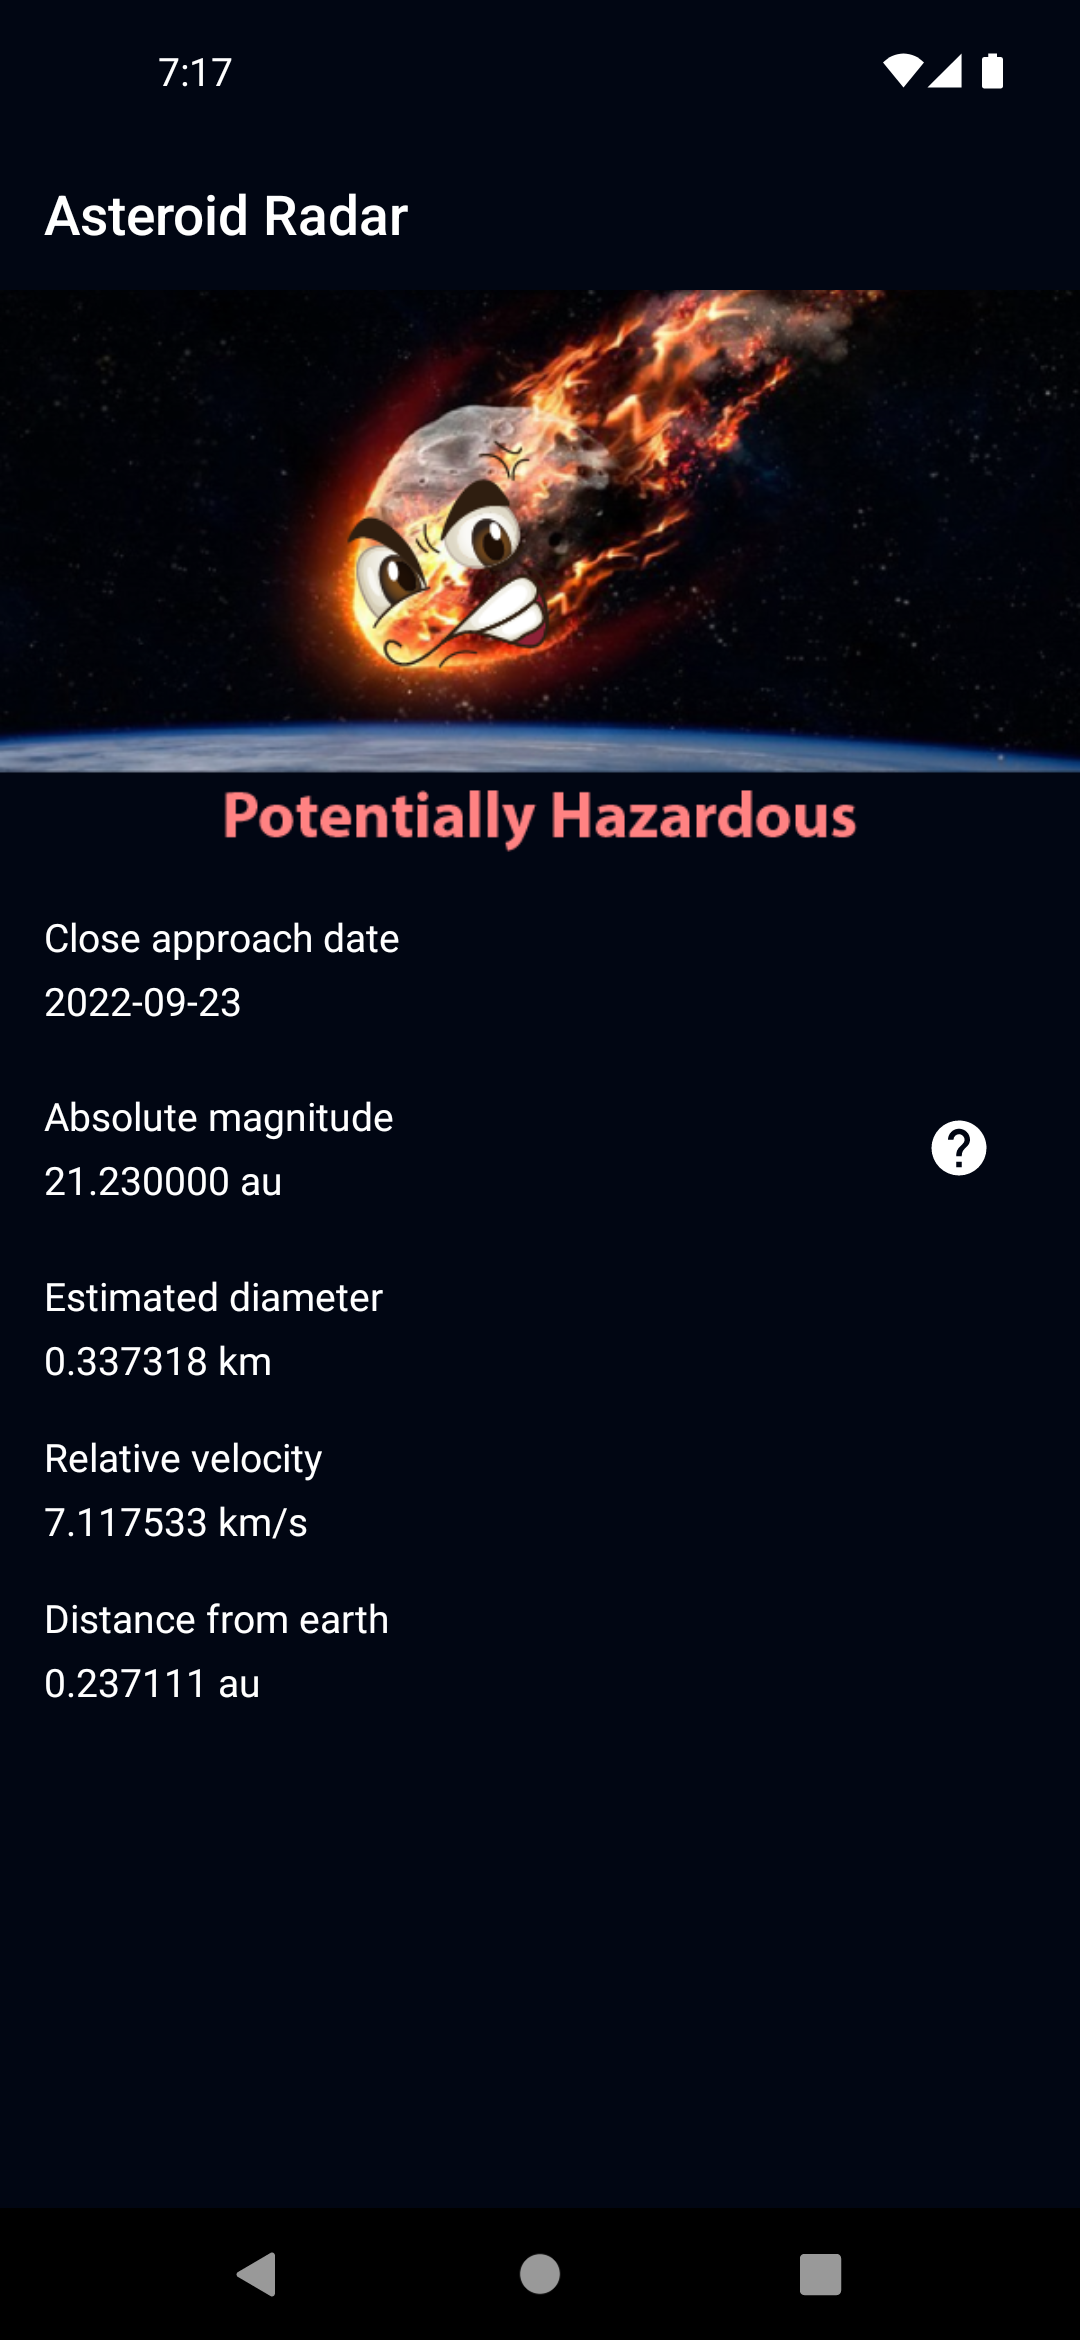 7:17
Asteroid Radar
Potentially Hazardous
Close approach date
2022-09-23
Absolute magnitude
21.230000 au
Estimated diameter
0.337318 km
Relative velocity
7.117533 km/s
Distance from earth
0.237111 au